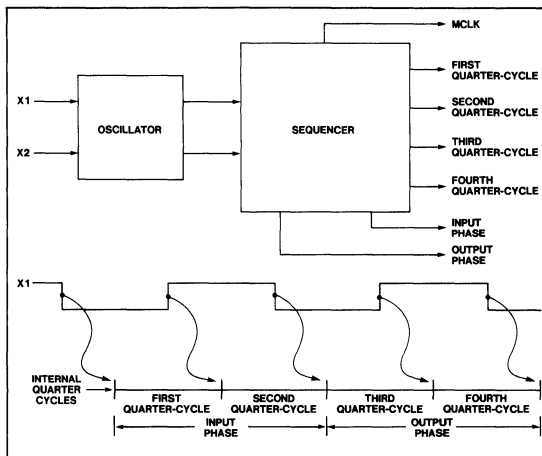 MCLK
FIRST
QUARTER-CYCLE
X1
SECOND
QUARTER-CYCLE
OSCILLATOR
SEQUENCER
X2
THIRD
QUARTER-CYCLE
FOURTH
QUARTER-CYCLE
INPUT
PHASE
OUTPUT
PHASE
X1
INTERNAL
QUARTER
CYCLES
FIRST
QUARTER-CYCLE
SECOND
QUARTER-CYCLE
THIRD
QUARTER-CYCLE
FOURTH
QUARTER-CYCLE
INPUT
PHASE
OUTPUT
PHASE